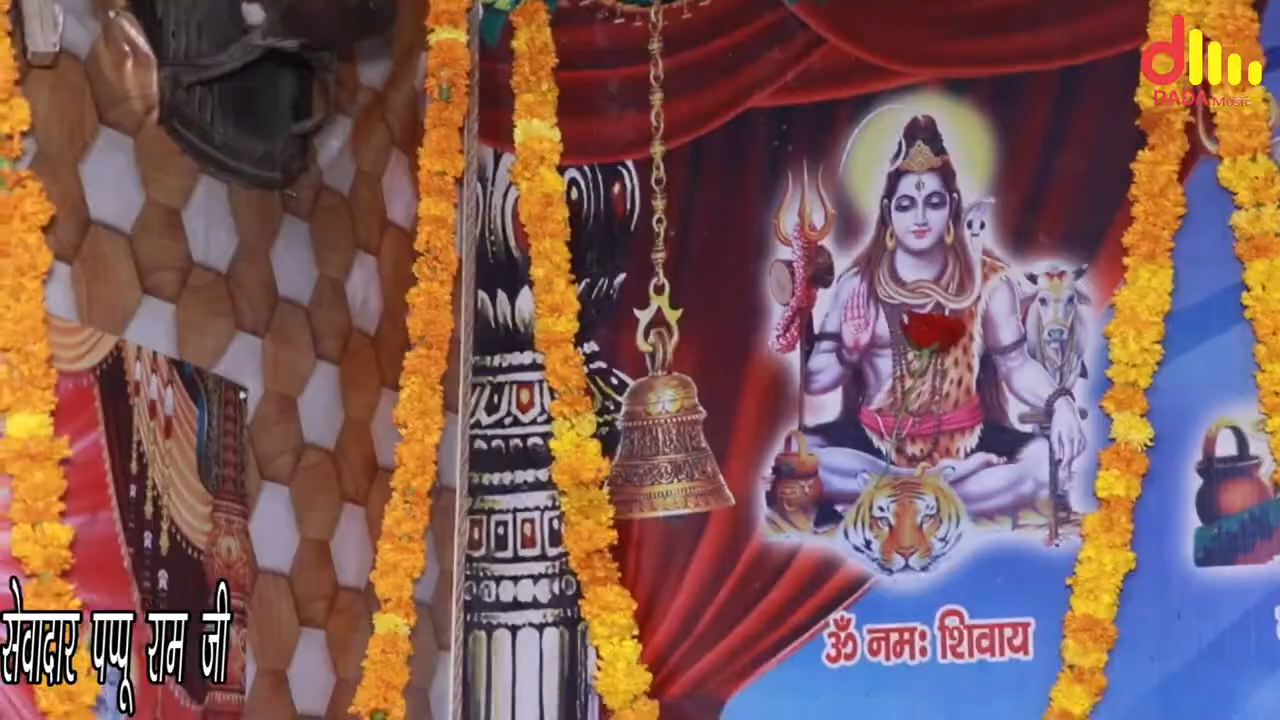 DADA Music
ॐ नमः शिवाय
सेवादार पप्पू राम जी